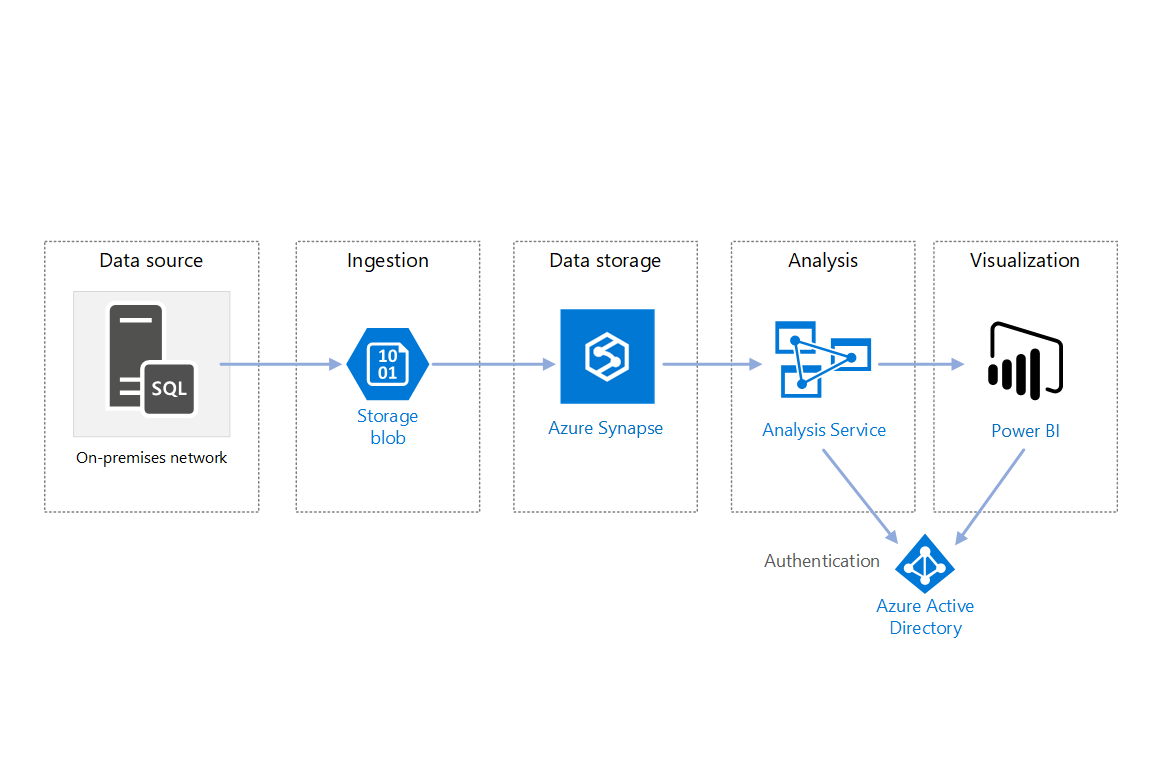 Data source
Ingestion
Data storage
Analysis
Visualization
SQL
10
01
On-premises network
Storage
blob
Azure Synapse
Analysis Service
Power BI
Authentication
Azure Active
Directory